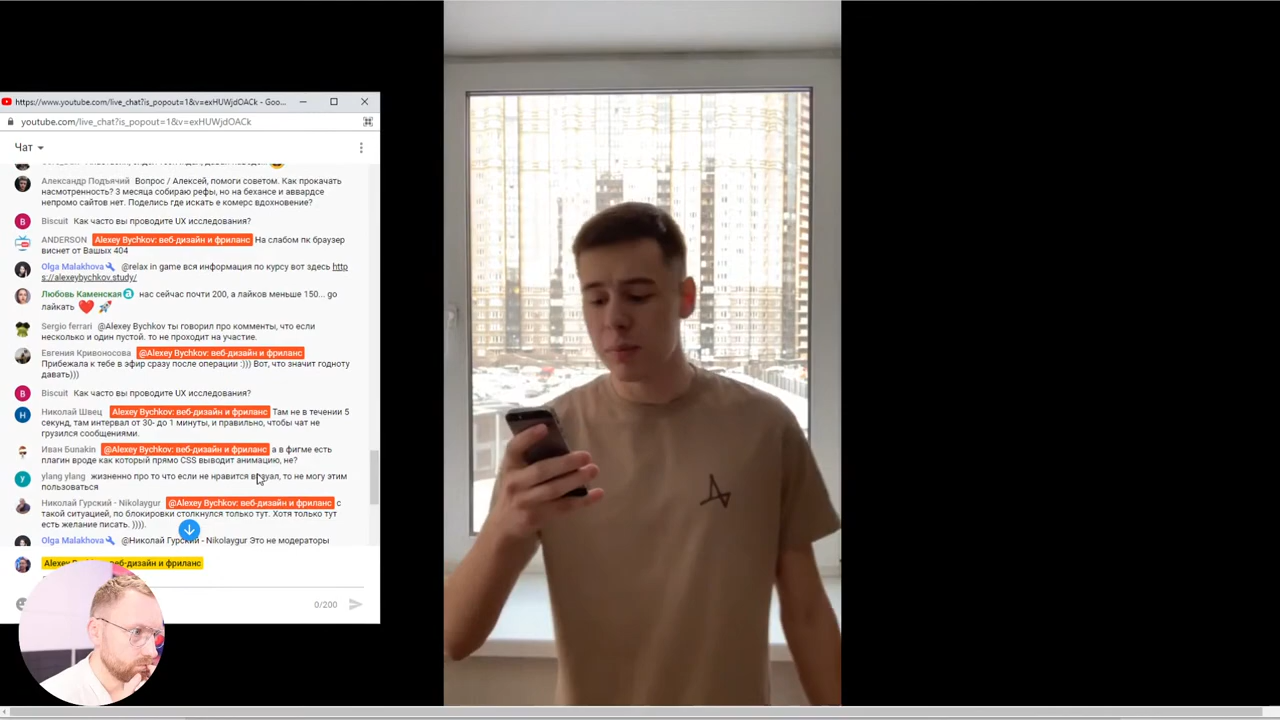 https://www.youtube.com/live_chat?is_popout=1&v=exHUWjdOACk - Goo...
youtube.com/live_chat?is_popout=1&v=exHUWjdOACk
Чат
Александр Подъячий Вопрос / Алексей, помоги советом. Как прокачать
насмотренность? 3 месяца собираю рефы, но на бехансе и аввардсе
непромо сайтов нет. Поделись где искать е комерс вдохновение?
B Biscuit Как часто вы проводите UX исследования?
ANDERSON Alexey Bychkov: веб-дизайн и фриланс На слабом пк браузер
виснет от Ваших 404
Olga Malakhova @relax in game вся информация по курсу вот здесь http
s://alexeybychkov.study/
Любовь Каменская нас сейчас почти 200, а лайков меньше 150... go
лайкать
Sergio ferrari @Alexey Bychkov ты говорил про комменты, что если
несколько и один пустой. то не проходит на участие.
Евгения Кривоносова @Alexey Bychkov: веб-дизайн и фриланс
Прибежала к тебе в эфир сразу после операции :))) Вот, что значит годноту
давать)))
B Biscuit Как часто вы проводите UX исследования?
Н Николай Швец Alexey Bychkov: веб-дизайн и фриланс Там не в течении 5
секунд, там интервал от 30- до 1 минуты, и правильно, чтобы чат не
грузился сообщениями.
Иван Бunakin @Alexey Bychkov: веб-дизайн и фриланс а в фигме есть
плагин вроде как который прямо CSS выводит анимацию, не?
y ylang ylang жизненно про то что если не нравится визуал, то не могу этим
пользоваться
Николай Гурский - Nikolaygur @Alexey Bychkov: веб-дизайн и фриланс с
такой ситуацией, по блокировки столкнулся только тут. Хотя только тут
есть желание писать. )))).
Olga Malakhova @Николай Гурский - Nikolaygur Это не модераторы
Alexey веб-дизайн и фриланс
0/200